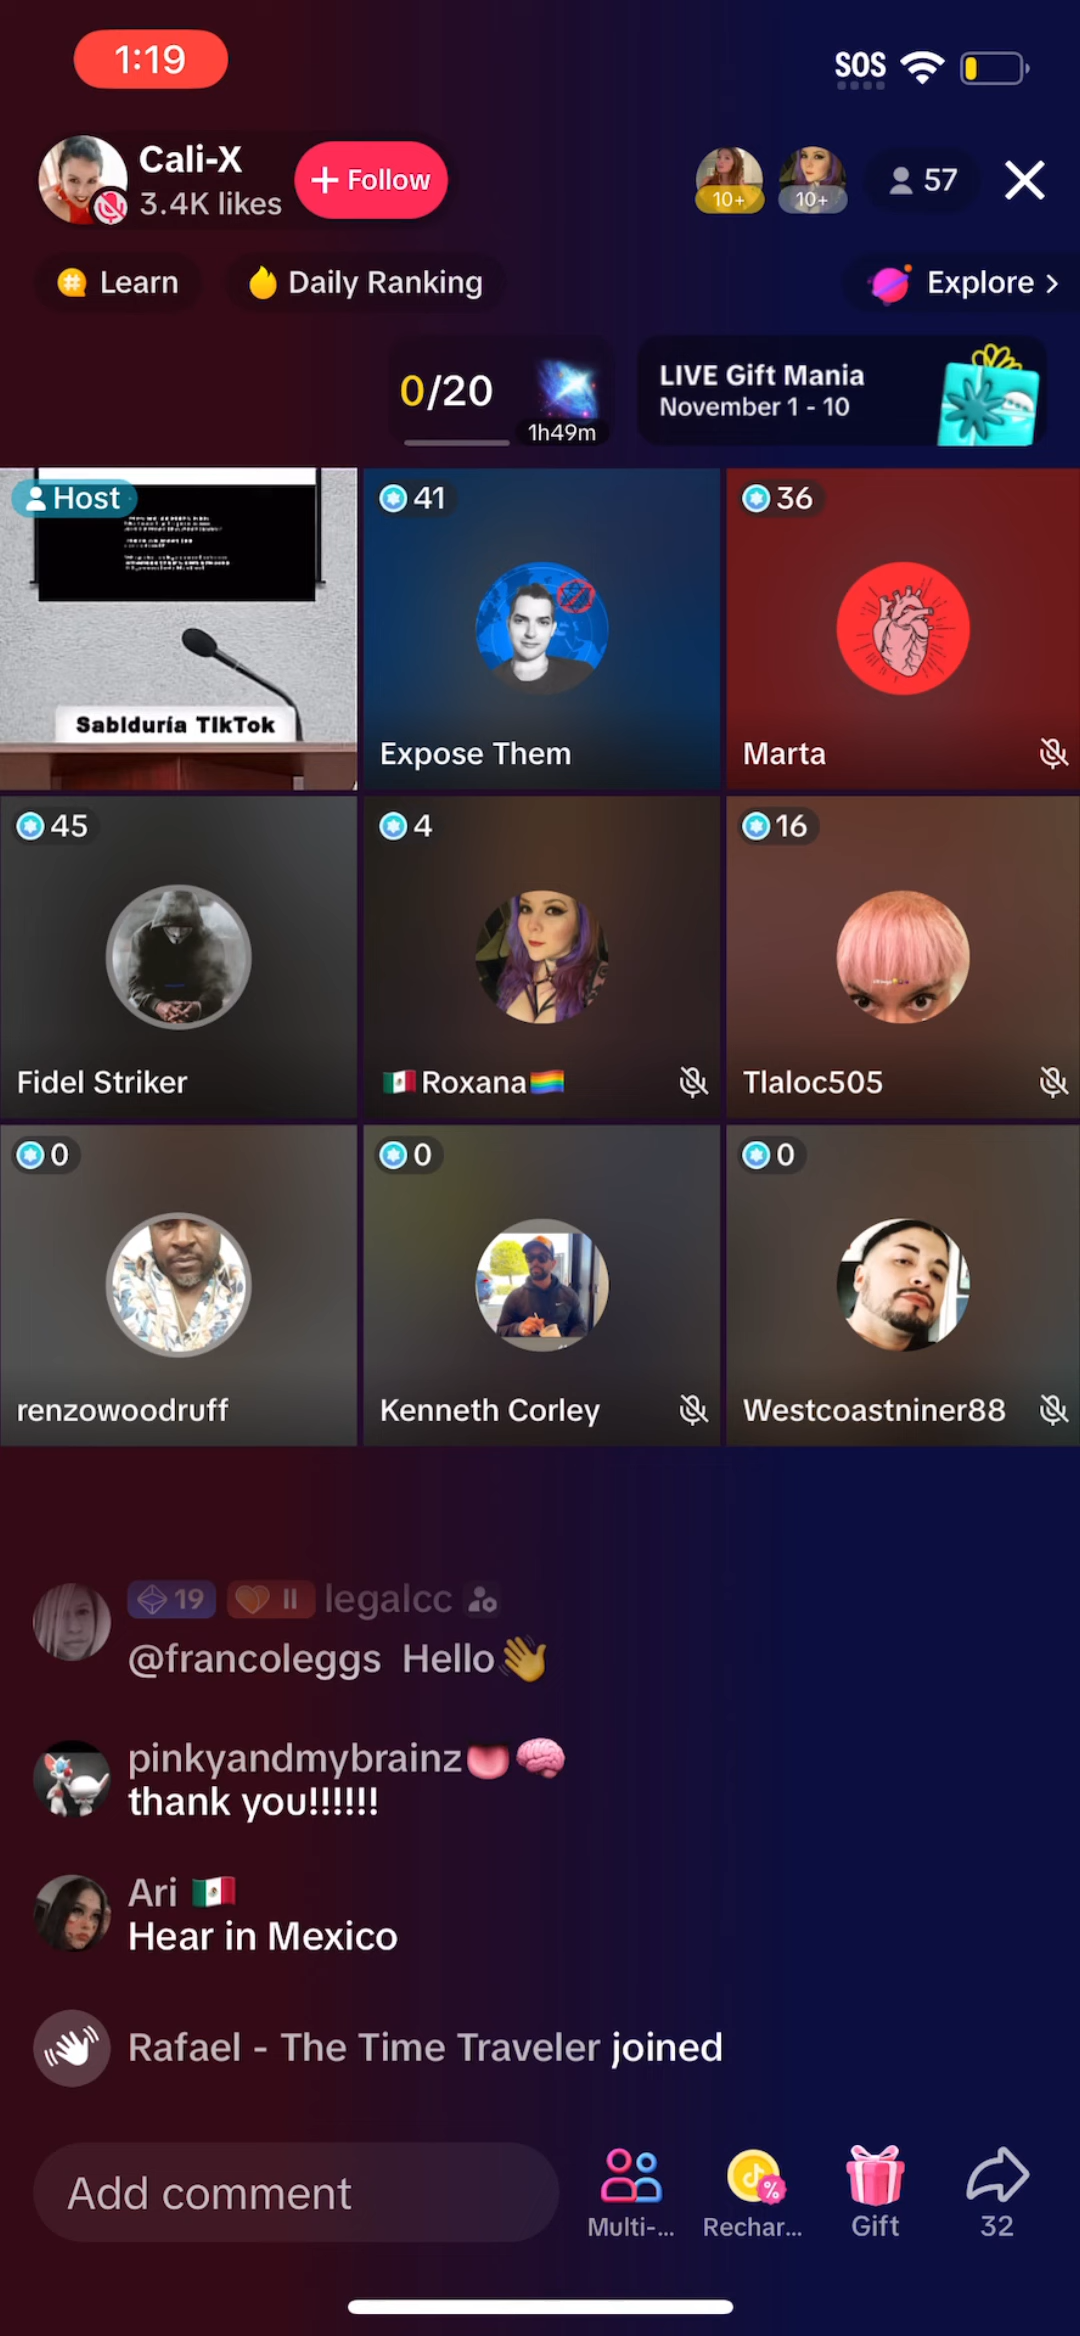 1:19
SOS
Cali-X
3.4K likes
+ Follow
10+
10+
57
Learn
Daily Ranking
Explore >
0/20
1h49m
LIVE Gift Mania
November 1 - 10
Host
Sabiduría TikTok
41
Expose Them
36
Marta
45
Fidel Striker
4
🇲🇽Roxana🏳️‍🌈
16
Tlaloc505
0
renzowoodruff
0
Kenneth Corley
0
Westcoastniner88
19 II legalcc
@francoleggs Hello👋
pinkyandmybrainz👅🧠
thank you!!!!!!
Ari 🇲🇽
Hear in Mexico
Rafael - The Time Traveler joined
Add comment
Multi-...
Rechar...
Gift
32